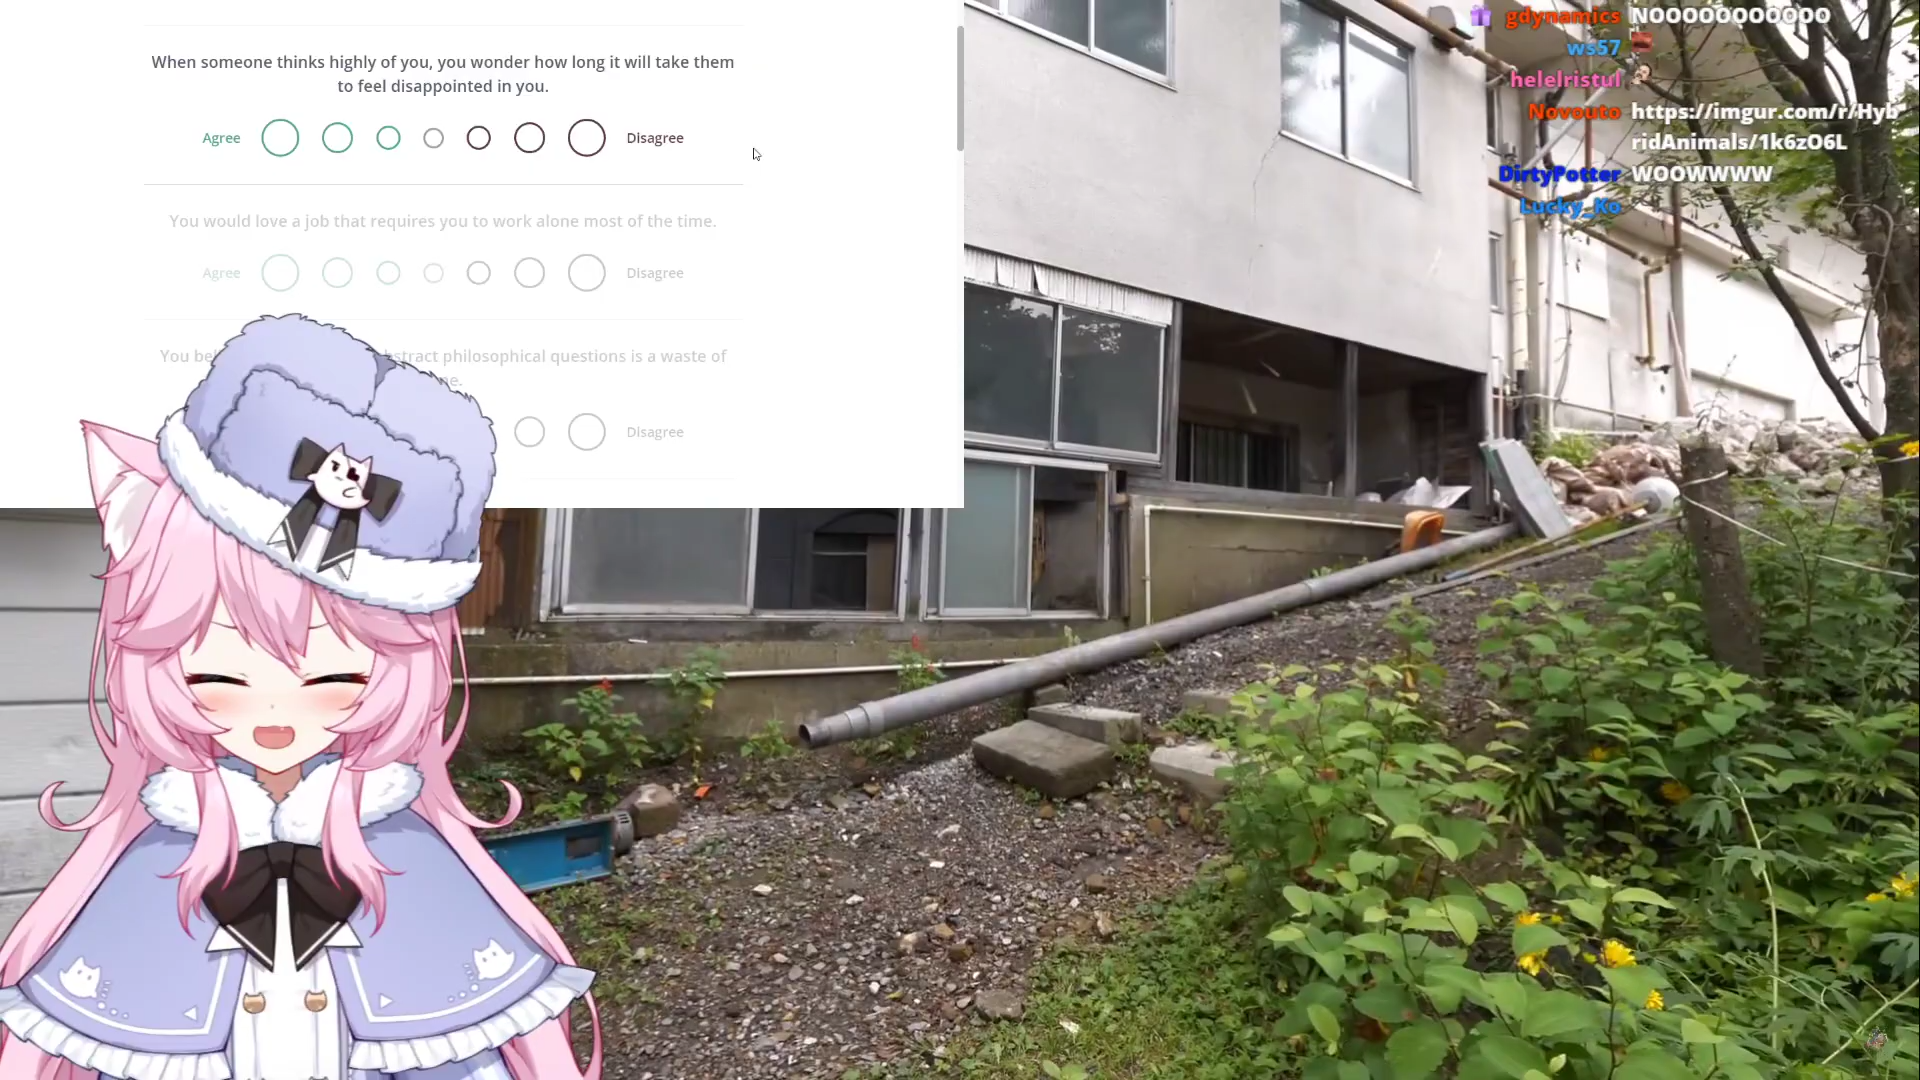 When someone thinks highly of you, you wonder how long it will take them
to feel disappointed in you.
Agree
Disagree
You would love a job that requires you to work alone most of the time.
Agree
Disagree
You
abstract philosophical questions is a waste of
Disagree
gdynamics NOOOOOOOOOOO
ws57
helelristul
Novouto https://imgur.com/r/Hyb
ridAnimals/1k6zO6L
DirtyPotter WOOWWWW
Lucky_Ko